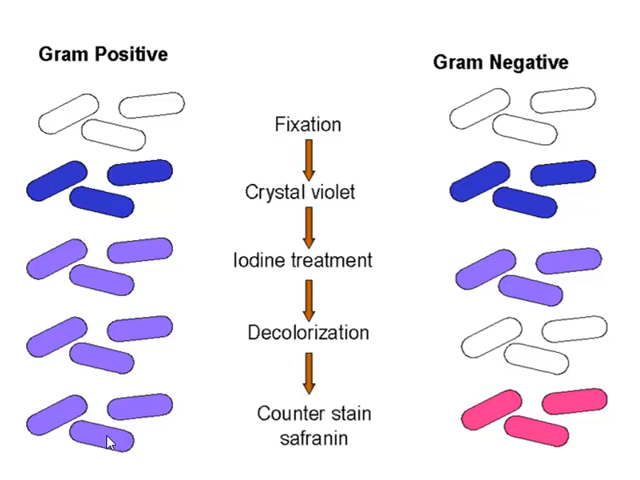 Gram Positive
Gram Negative
Fixation
Crystal violet
Iodine treatment
Decolorization
Counter stain
safranin